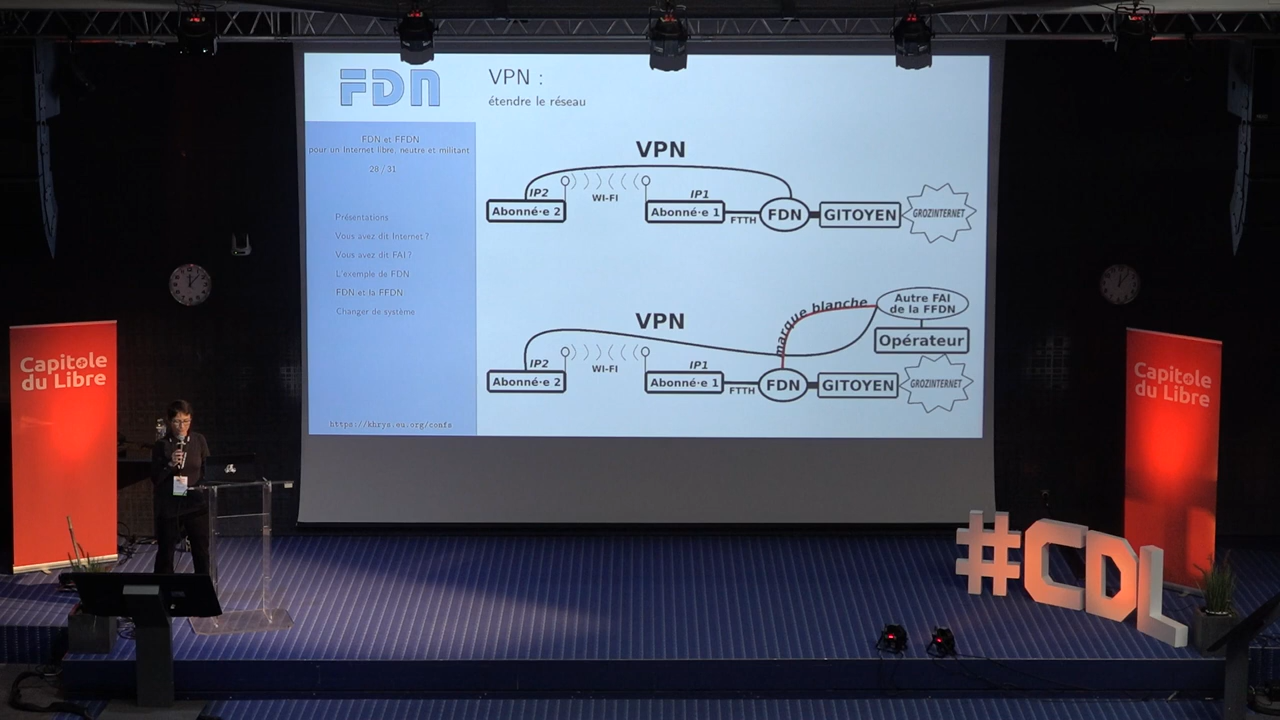 FDN
VPN :
étendre le réseau
FDN et FFDN
pour un Internet libre, neutre et militant
28 / 31
Présentations
Vous avez dit Internet ?
Vous avez dit FAI ?
L'exemple de FDN
FDN et la FFDN
Changer de système
https://khrys.eu.org/confs
VPN
IP2
WI-FI
IP1
Abonné·e 2
Abonné·e 1
FTTH
FDN
GITOYEN
GROZINTERNET
marque blanche
Autre FAI
de la FFDN
VPN
Opérateur
IP2
WI-FI
IP1
Abonné·e 2
Abonné·e 1
FTTH
FDN
GITOYEN
GROZINTERNET
Capitole
du Libre
Capitole
du Libre
#CDL